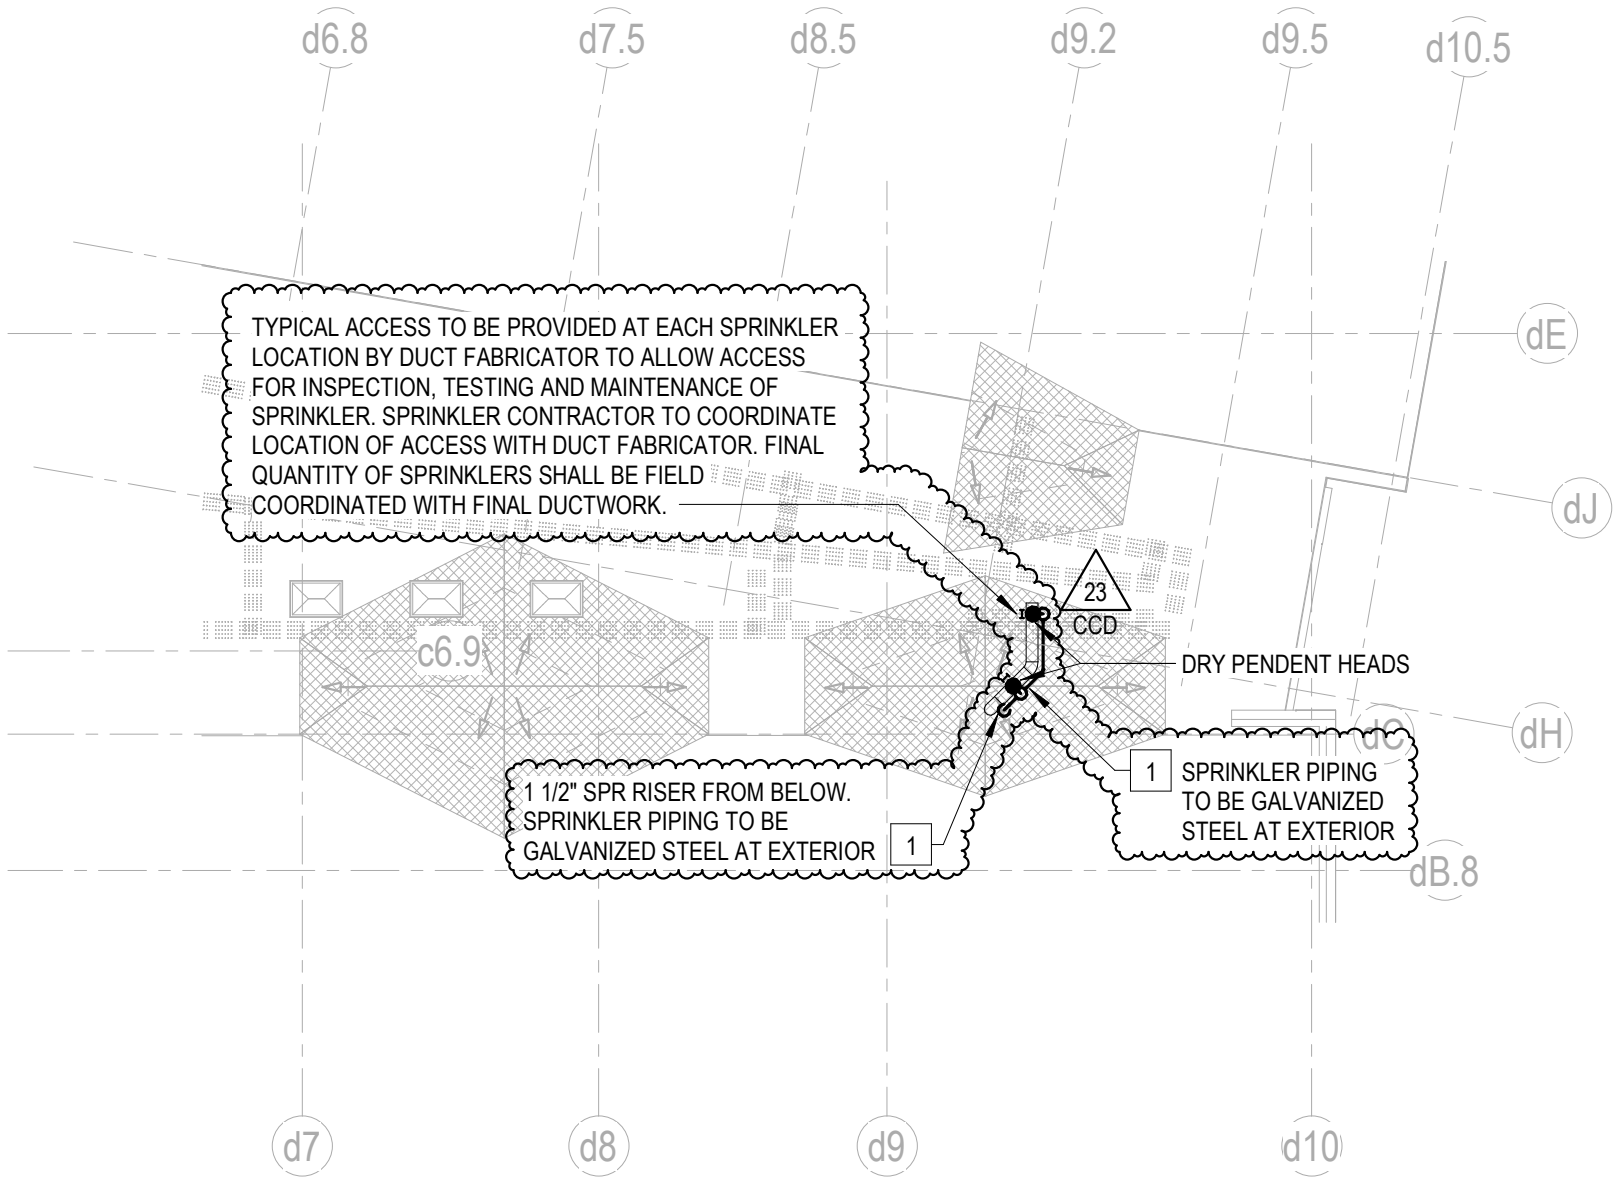 d6.8
d7.5
d8.5
d9.2
d9.5
d10.5
TYPICAL ACCESS TO BE PROVIDED AT EACH SPRINKLER
LOCATION BY DUCT FABRICATOR TO ALLOW ACCESS
FOR INSPECTION, TESTING AND MAINTENANCE OF
SPRINKLER. SPRINKLER CONTRACTOR TO COORDINATE
LOCATION OF ACCESS WITH DUCT FABRICATOR. FINAL
QUANTITY OF SPRINKLERS SHALL BE FIELD
COORDINATED WITH FINAL DUCTWORK.
dE
dJ
23
CCD
c6.9
DRY PENDENT HEADS
dC
dH
1
SPRINKLER PIPING
TO BE GALVANIZED
STEEL AT EXTERIOR
1 1/2" SPR RISER FROM BELOW.
SPRINKLER PIPING TO BE
GALVANIZED STEEL AT EXTERIOR
1
dB.8
d7
d8
d9
d10